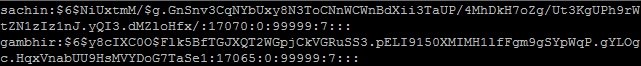 sachin:$6$NiUxtmM/$g.GnSnv3CqNYbUxy8N3ToCNnWCWnBdXii3TaUP/4MhDkH7oZg/Ut3KgUPh9rW
tZN1zIz1nJ.yQI3.dMZloHfx/:17070:0:99999:7:::
gambhir:$6$y8cIXC0O$Flk5BfTGJXQT2WGpjCkVGRuSS3.pELI9150XMIMH1lfFgm9gSYpWqP.gYLOg
c.HqxVnabUU9HsMVYDoG7TaSe1:17065:0:99999:7:::